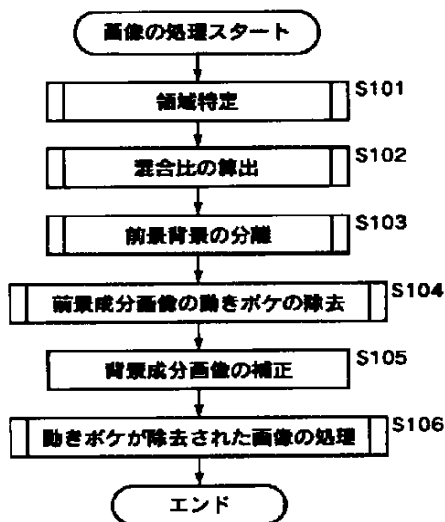 画像の処理スタート
領域特定
S101
混合比の算出
S102
前景背景の分離
S103
前景成分画像の動きボケの除去
S104
背景成分画像の補正
S105
動きボケが除去された画像の処理
S106
エンド